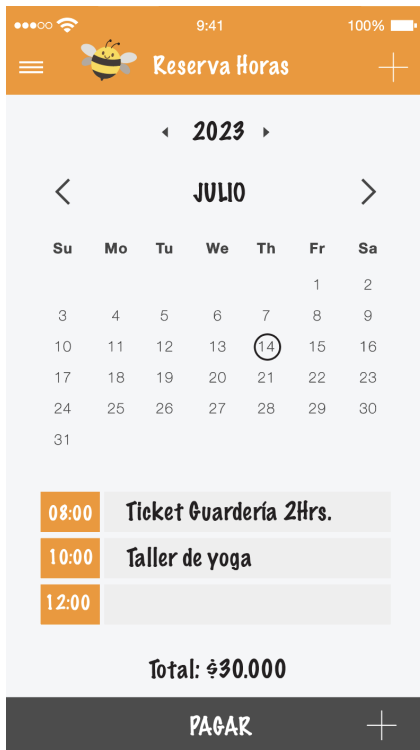 9:41 100%
Reserva Horas
2023
JULIO
Su Mo Tu We Th Fr Sa
1 2
3 4 5 6 7 8 9
10 11 12 13 14 15 16
17 18 19 20 21 22 23
24 25 26 27 28 29 30
31
08:00 Ticket Guardería 2Hrs.
10:00 Taller de yoga
12:00
Total: $30.000
PAGAR